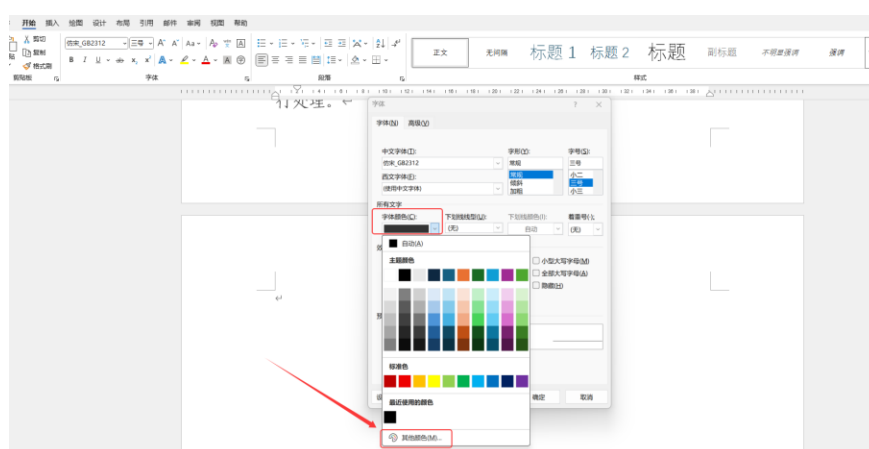 开始 插入 绘图 设计 布局 引用 邮件 审阅 视图 帮助
剪切
复制
格式刷
剪贴板
仿宋_GB2312 三号 A^ A˅ Aa
B I U ab x₂ x² A A A
字体
段落
正文
无间隔
标题 1
标题 2
标题
副标题
不明显强调
强调
样式
行处理。
字体 ? ×
字体(N) 高级(V)
中文字体(T): 字形(Y): 字号(S):
仿宋_GB2312 常规 三号
西文字体(F): 常规 小二
(使用中文字体) 倾斜 三号
加粗 小三
所有文字
字体颜色(C): 下划线线型(U): 下划线颜色(I): 着重号(·):
(无) 自动 (无)
自动(A)
主题颜色
小型大写字母(M)
全部大写字母(A)
隐藏(H)
标准色
最近使用的颜色
确定 取消
其他颜色(M)...